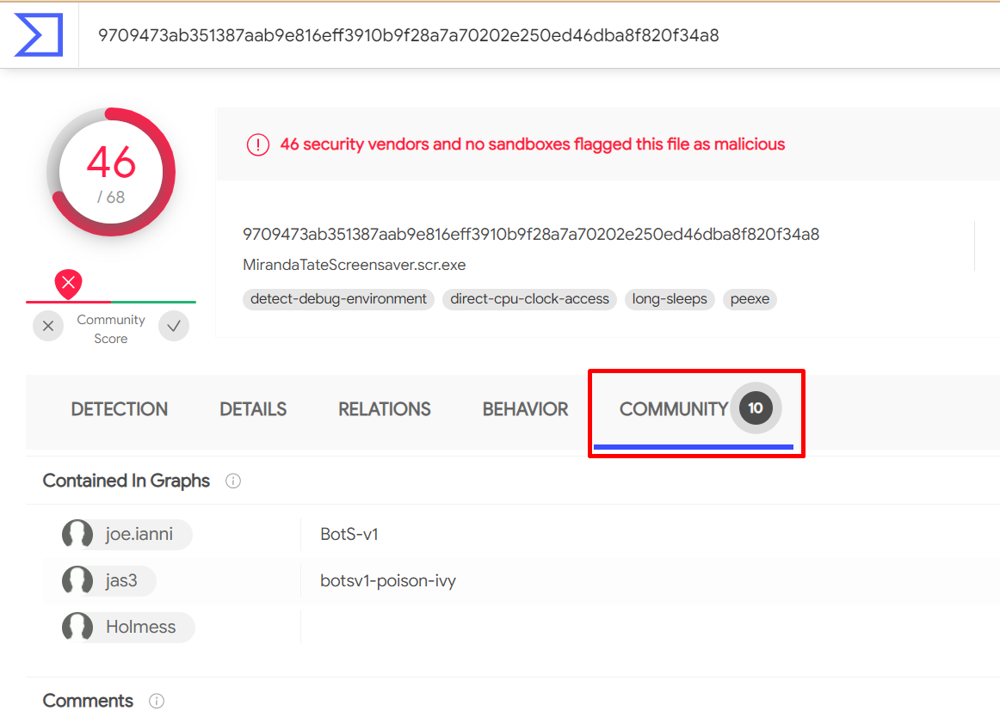 9709473ab351387aab9e816eff3910b9f28a7a70202e250ed46dba8f820f34a8
46
/ 68
46 security vendors and no sandboxes flagged this file as malicious
9709473ab351387aab9e816eff3910b9f28a7a70202e250ed46dba8f820f34a8
MirandaTateScreensaver.scr.exe
detect-debug-environment direct-cpu-clock-access long-sleeps peexe
Community
Score
DETECTION DETAILS RELATIONS BEHAVIOR COMMUNITY 10
Contained In Graphs
joe.ianni BotS-v1
jas3 botsv1-poison-ivy
Holmess
Comments